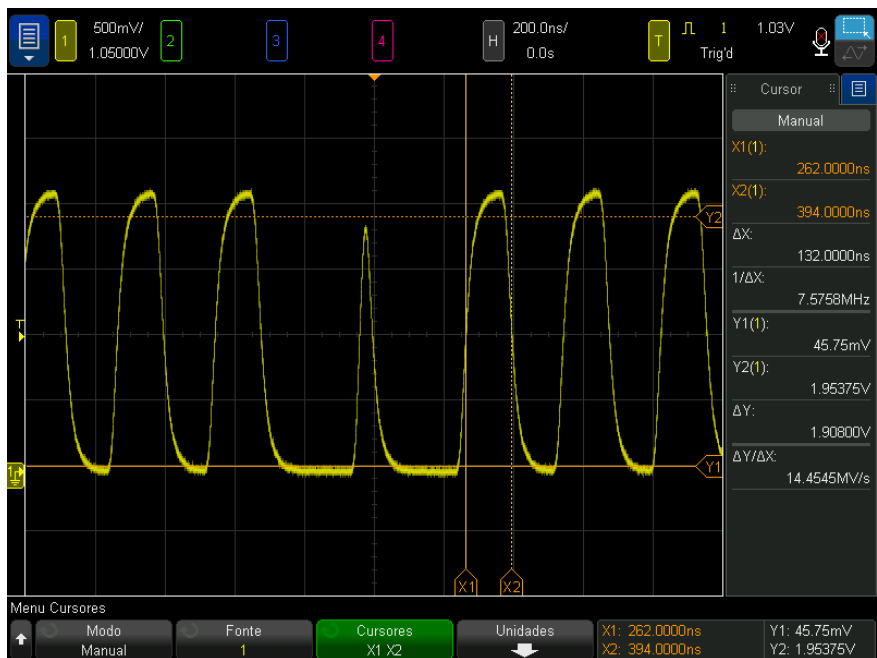 1
500mV/
1.05000V
2
3
4
H
200.0ns/
0.0s
T
1
1.03V
Trig'd
Cursor
Manual
X1(1):
262.0000ns
X2(1):
394.0000ns
ΔX:
132.0000ns
1/ΔX:
7.5758MHz
Y1(1):
45.75mV
Y2(1):
1.95375V
ΔY:
1.90800V
ΔY/ΔX:
14.4545MV/s
Y2
T
1
Y1
X1
X2
Menu Cursores
Modo
Manual
Fonte
1
Cursores
X1 X2
Unidades
X1: 262.0000ns
X2: 394.0000ns
Y1: 45.75mV
Y2: 1.95375V